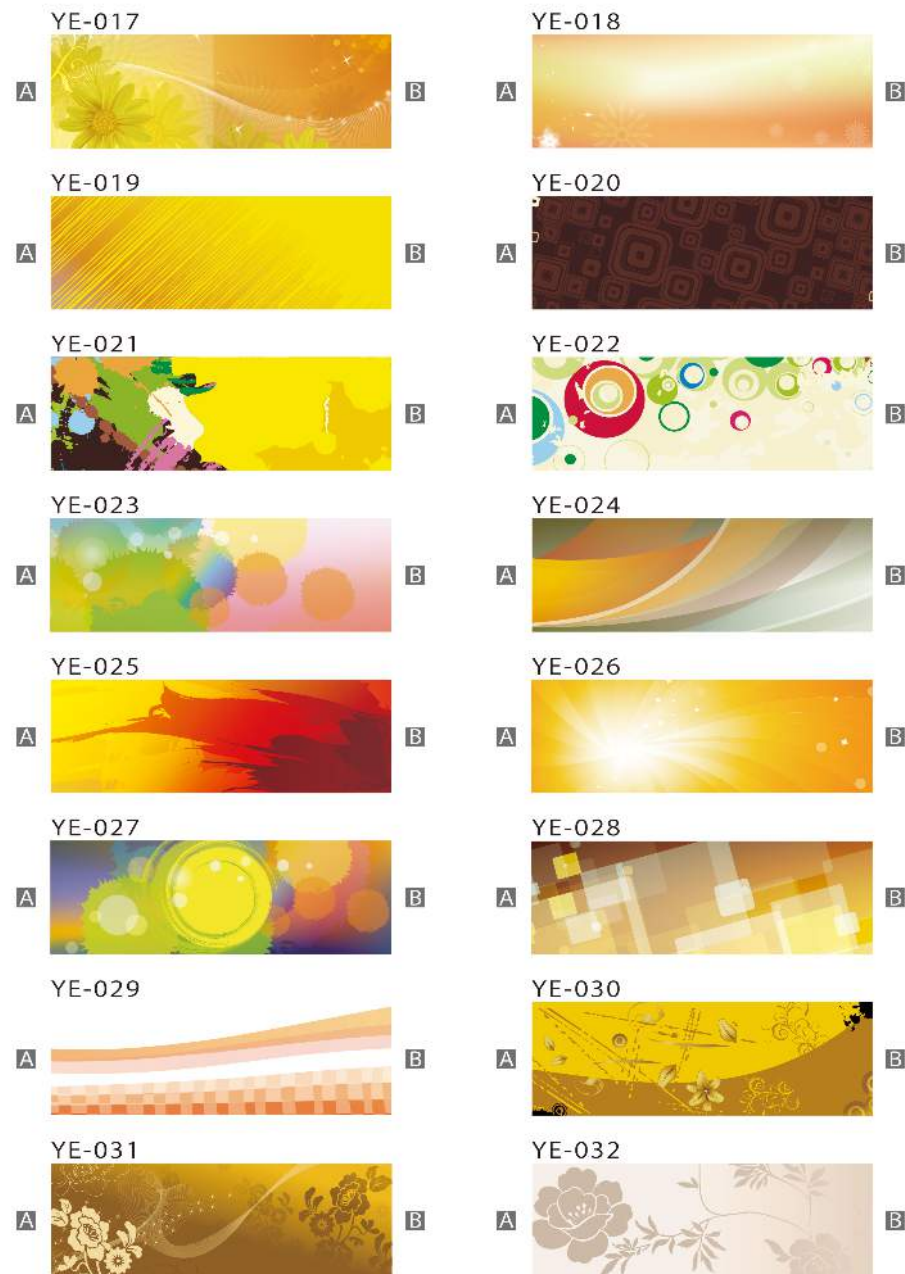 YE-017 YE-018
A B A B
YE-019 YE-020
A B A B
YE-021 YE-022
A B A B
YE-023 YE-024
A B A B
YE-025 YE-026
A B A B
YE-027 YE-028
A B A B
YE-029 YE-030
A B A B
YE-031 YE-032
A B A B